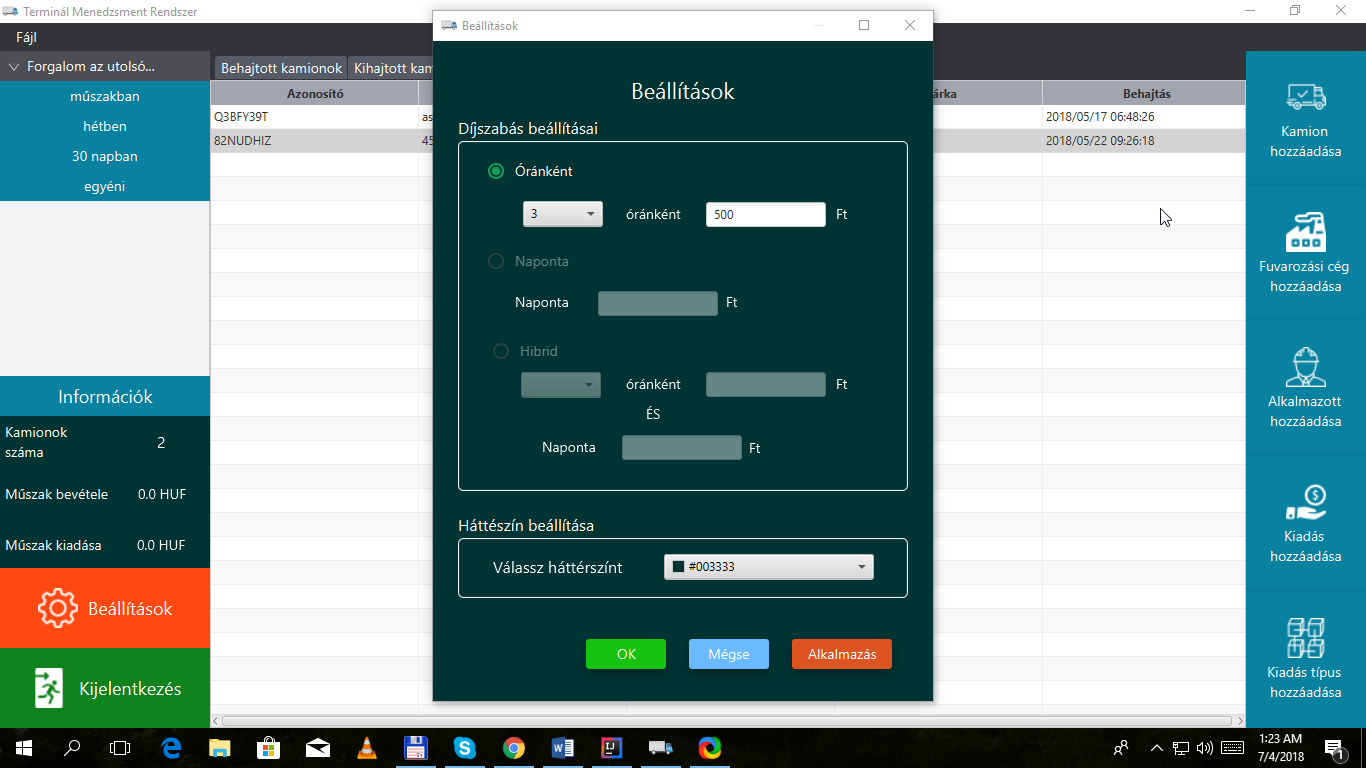 Terminál Menedzsment Rendszer
Fájl
Forgalom az utolsó...
műszakban
hétben
30 napban
egyéni
Információk
Kamionok
száma
2
Műszak bevétele 0.0 HUF
Műszak kiadása 0.0 HUF
Beállítások
Kijelentkezés
Behajtott kamionok
Kihajtott kam
Azonosító
árka
Behajtás
Q3BFY39T
as
2018/05/17 06:48:26
82NUDHIZ
45
2018/05/22 09:26:18
Beállítások
Beállítások
Díjszabás beállításai
Óránként
3 óránként 500 Ft
Naponta
Naponta Ft
Hibrid
óránként Ft
ÉS
Naponta Ft
Háttészín beállítása
Válassz háttérszínt #003333
OK Mégse Alkalmazás
Kamion
hozzáadása
Fuvarozási cég
hozzáadása
Alkalmazott
hozzáadása
Kiadás
hozzáadása
Kiadás típus
hozzáadása
1:23 AM
7/4/2018
1